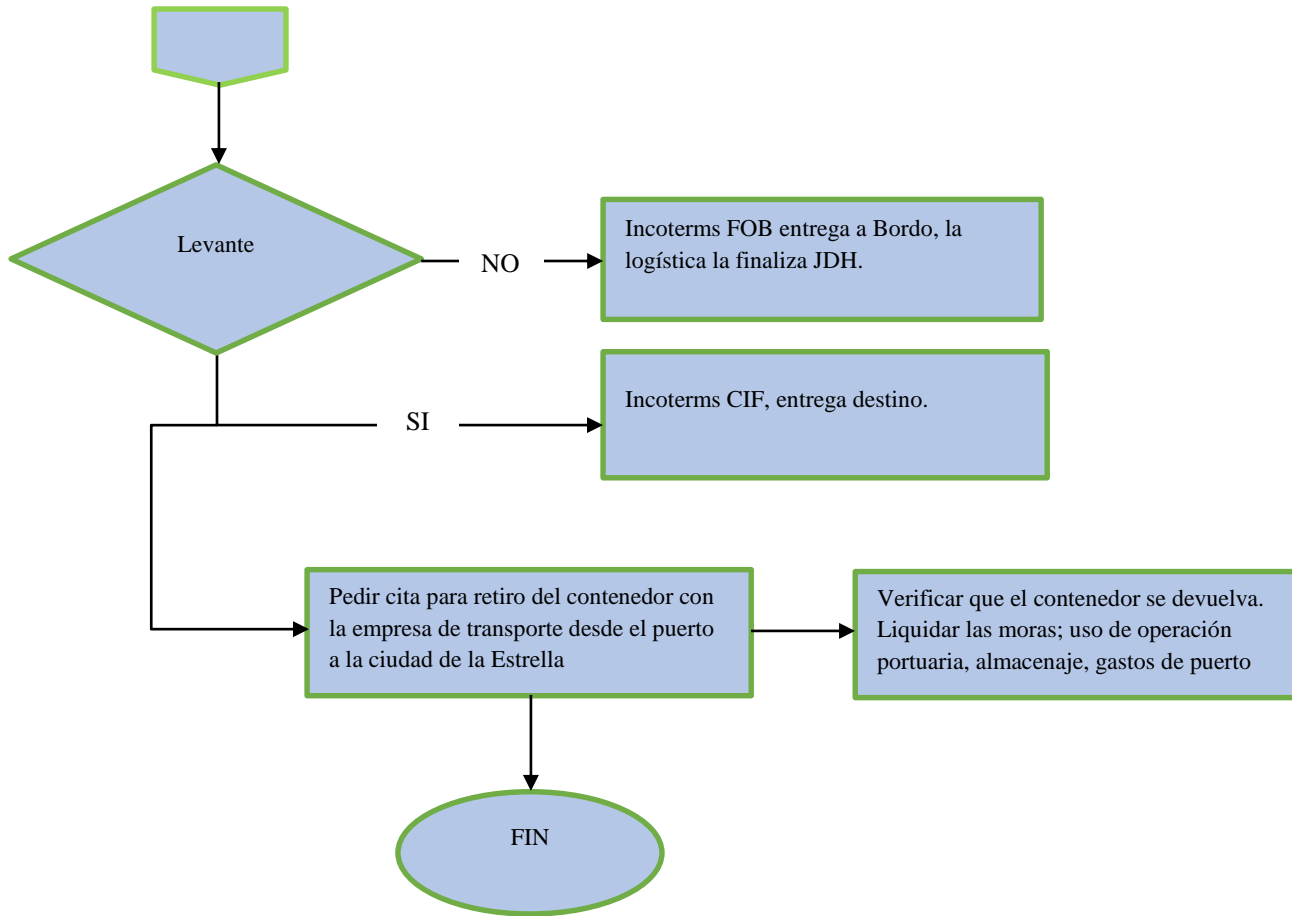 Levante
NO
Incoterms FOB entrega a Bordo, la
logística la finaliza JDH.
SI
Incoterms CIF, entrega destino.
Pedir cita para retiro del contenedor con
la empresa de transporte desde el puerto
a la ciudad de la Estrella
Verificar que el contenedor se devuelva.
Liquidar las moras; uso de operación
portuaria, almacenaje, gastos de puerto
FIN